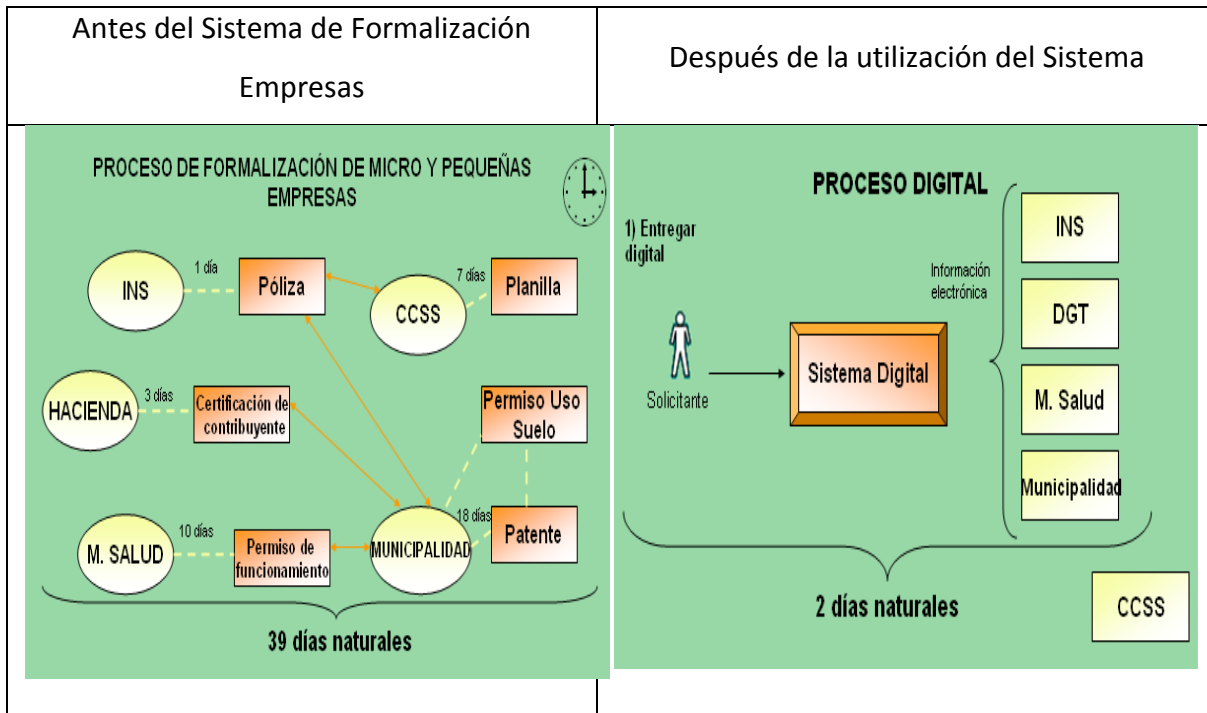 Antes del Sistema de Formalización
Empresas
Después de la utilización del Sistema
PROCESO DE FORMALIZACIÓN DE MICRO Y PEQUEÑAS
EMPRESAS
INS
1 día
Póliza
CCSS
7 días
Planilla
HACIENDA
3 días
Certificación de
contribuyente
Permiso Uso
Suelo
M. SALUD
10 días
Permiso de
funcionamiento
MUNICIPALIDAD
18 días
Patente
39 días naturales
PROCESO DIGITAL
1) Entregar
digital
Solicitante
Sistema Digital
Información
electrónica
INS
DGT
M. Salud
Municipalidad
2 días naturales
CCSS